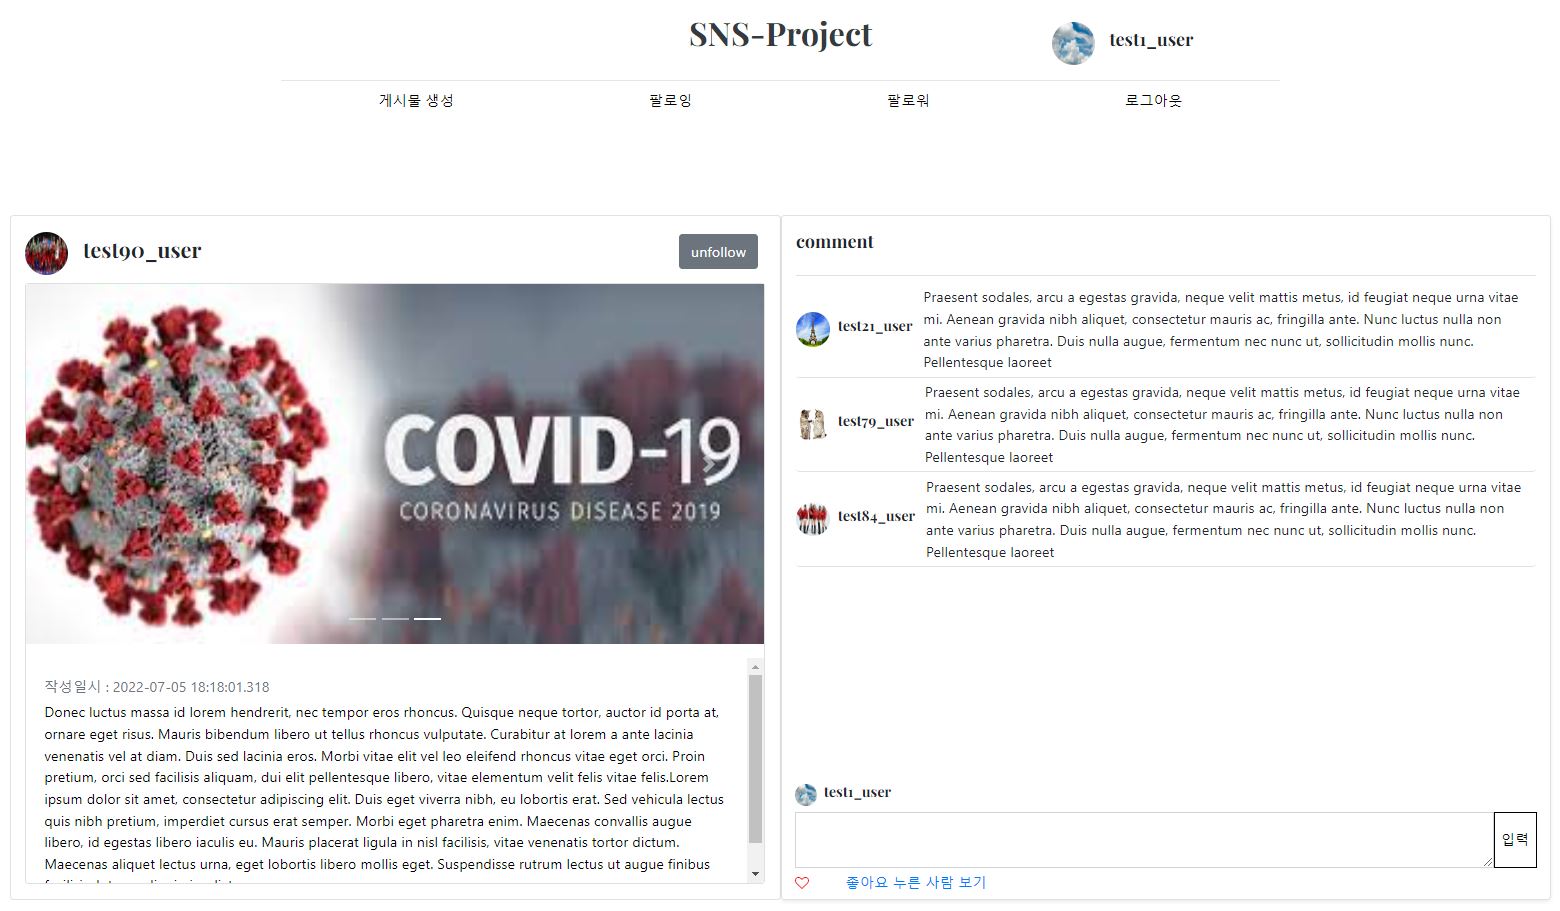 SNS-Project
test1_user
게시물 생성
팔로잉
팔로워
로그아웃
test90_user
unfollow
COVID-19
CORONAVIRUS DISEASE 2019
작성일시 : 2022-07-05 18:18:01.318
Donec luctus massa id lorem hendrerit, nec tempor eros rhoncus. Quisque neque tortor, auctor id porta at,
ornare eget risus. Mauris bibendum libero ut tellus rhoncus vulputate. Curabitur at lorem a ante lacinia
venenatis vel at diam. Duis sed lacinia eros. Morbi vitae elit vel leo eleifend rhoncus vitae eget orci. Proin
pretium, orci sed facilisis aliquam, dui elit pellentesque libero, vitae elementum velit felis vitae felis.Lorem
ipsum dolor sit amet, consectetur adipiscing elit. Duis eget viverra nibh, eu lobortis erat. Sed vehicula lectus
quis nibh pretium, imperdiet cursus erat semper. Morbi eget pharetra enim. Maecenas convallis augue
libero, id egestas libero iaculis eu. Mauris placerat ligula in nisl facilisis, vitae venenatis tortor dictum.
Maecenas aliquet lectus urna, eget lobortis libero mollis eget. Suspendisse rutrum lectus ut augue finibus
comment
test21_user
Praesent sodales, arcu a egestas gravida, neque velit mattis metus, id feugiat neque urna vitae
mi. Aenean gravida nibh aliquet, consectetur mauris ac, fringilla ante. Nunc luctus nulla non
ante varius pharetra. Duis nulla augue, fermentum nec nunc ut, sollicitudin mollis nunc.
Pellentesque laoreet
test79_user
Praesent sodales, arcu a egestas gravida, neque velit mattis metus, id feugiat neque urna vitae
mi. Aenean gravida nibh aliquet, consectetur mauris ac, fringilla ante. Nunc luctus nulla non
ante varius pharetra. Duis nulla augue, fermentum nec nunc ut, sollicitudin mollis nunc.
Pellentesque laoreet
test84_user
Praesent sodales, arcu a egestas gravida, neque velit mattis metus, id feugiat neque urna vitae
mi. Aenean gravida nibh aliquet, consectetur mauris ac, fringilla ante. Nunc luctus nulla non
ante varius pharetra. Duis nulla augue, fermentum nec nunc ut, sollicitudin mollis nunc.
Pellentesque laoreet
test1_user
입력
좋아요 누른 사람 보기